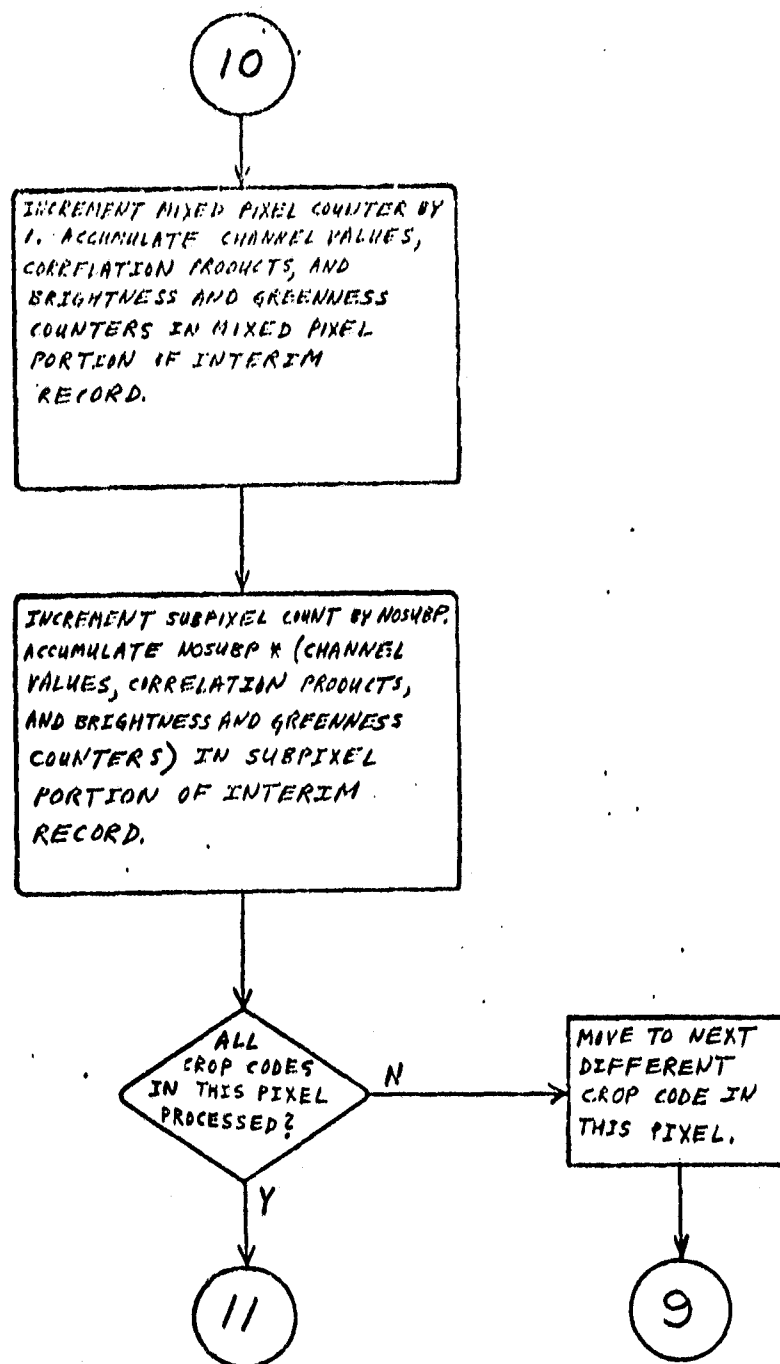 10
INCREMENT MIXED PIXEL COUNTER BY
1. ACCUMULATE CHANNEL VALUES,
CORRELATION PRODUCTS, AND
BRIGHTNESS AND GREENNESS
COUNTERS IN MIXED PIXEL
PORTION OF INTERIM
RECORD.
INCREMENT SUBPIXEL COUNT BY NOSUBP.
ACCUMULATE NOSUBP * (CHANNEL
VALUES, CORRELATION PRODUCTS,
AND BRIGHTNESS AND GREENNESS
COUNTERS) IN SUBPIXEL
PORTION OF INTERIM
RECORD.
ALL
CROP CODES
IN THIS PIXEL
PROCESSED?
N
MOVE TO NEXT
DIFFERENT
CROP CODE IN
THIS PIXEL.
Y
11
9